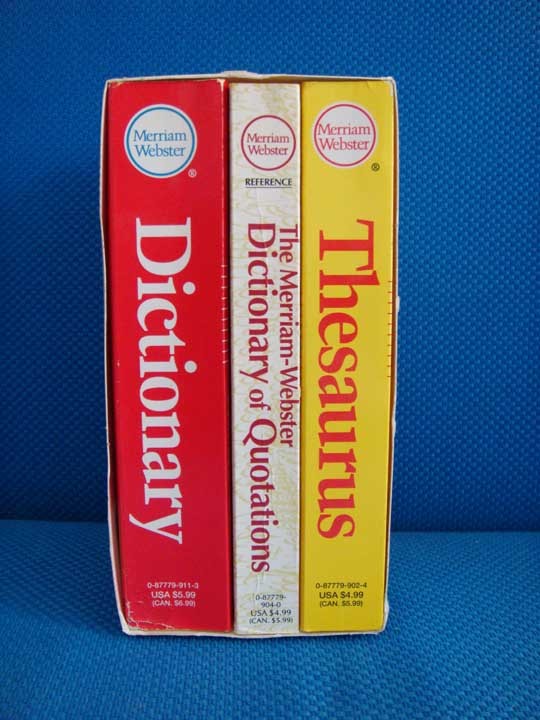 Merriam
Webster
®
Dictionary
0-87779-911-3
USA $5.99
(CAN. $6.99)
Merriam
Webster
REFERENCE
The Merriam-Webster
Dictionary of Quotations
0-87779-
904-0
USA $4.99
(CAN. $5.99)
Merriam
Webster
®
Thesaurus
0-87779-902-4
USA $4.99
(CAN. $5.99)